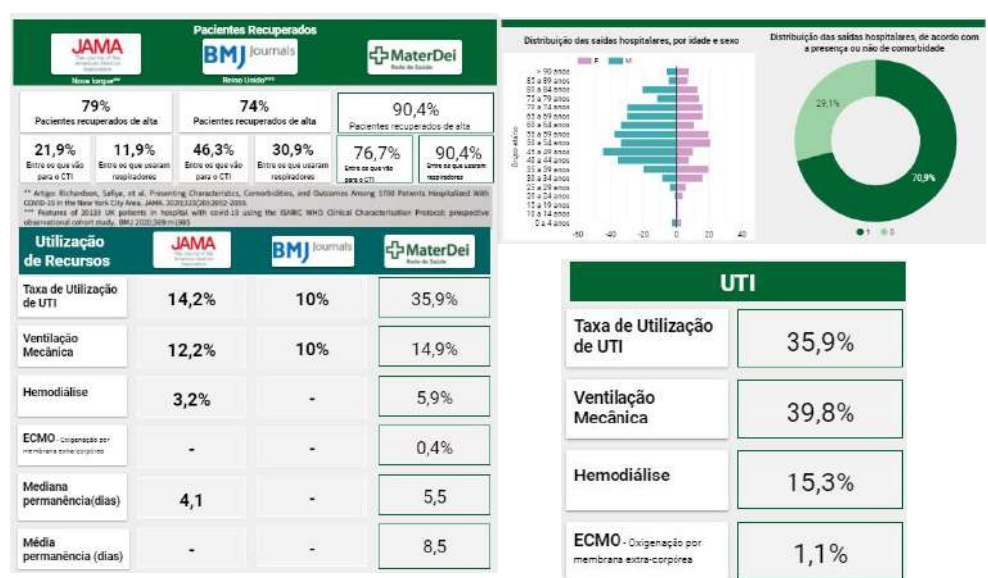 Pacientes Recuperados
JAMA
The Journal of the
American Medical
Association
Nova Iorque**
BMJ Journals
Reino Unido***
MaterDei
Rede de Saúde
79%
Pacientes recuperados de alta
74%
Pacientes recuperados de alta
90,4%
Pacientes recuperados de alta
21,9%
Entre os que vão
para o CTI
11,9%
Entre os que usaram
respiradores
46,3%
Entre os que vão
para o CTI
30,9%
Entre os que usaram
respiradores
76,7%
Entre os que vão
para o CTI
90,4%
Entre os que usaram
respiradores
** Artigo: Richardson, Safiya, et al. Presenting Characteristics, Comorbidities, and Outcomes Among 5700 Patients Hospitalized With
COVID-19 in the New York City Area. JAMA.
*** Features of 20133 UK patients in hospital with covid-19 using the ISARIC WHO Clinical Characterisation Protocol: prospective
observational cohort study. BMJ
Utilização
de Recursos
JAMA
BMJ Journals
MaterDei
Rede de Saúde
Taxa de Utilização
de UTI
14,2%
10%
35,9%
Ventilação
Mecânica
12,2%
10%
14,9%
Hemodiálise
3,2%
-
5,9%
ECMO - Oxigenação por
membrana extra-corpórea
-
-
0,4%
Mediana
permanência(dias)
4,1
-
5,5
Média
permanência (dias)
-
-
8,5
Distribuição das saídas hospitalares, por idade e sexo
F M
Grupo etário
> 90 anos
85 a 89 anos
80 a 84 anos
75 a 79 anos
70 a 74 anos
65 a 69 anos
60 a 64 anos
55 a 59 anos
50 a 54 anos
45 a 49 anos
40 a 44 anos
35 a 39 anos
30 a 34 anos
25 a 29 anos
20 a 24 anos
15 a 19 anos
10 a 14 anos
0 a 4 anos
-60 -40 -20 0 20 40
Distribuição das saídas hospitalares, de acordo com
a presença ou não de comorbidade
29,1%
70,9%
UTI
Taxa de Utilização
de UTI
35,9%
Ventilação
Mecânica
39,8%
Hemodiálise
15,3%
ECMO - Oxigenação por
membrana extra-corpórea
1,1%